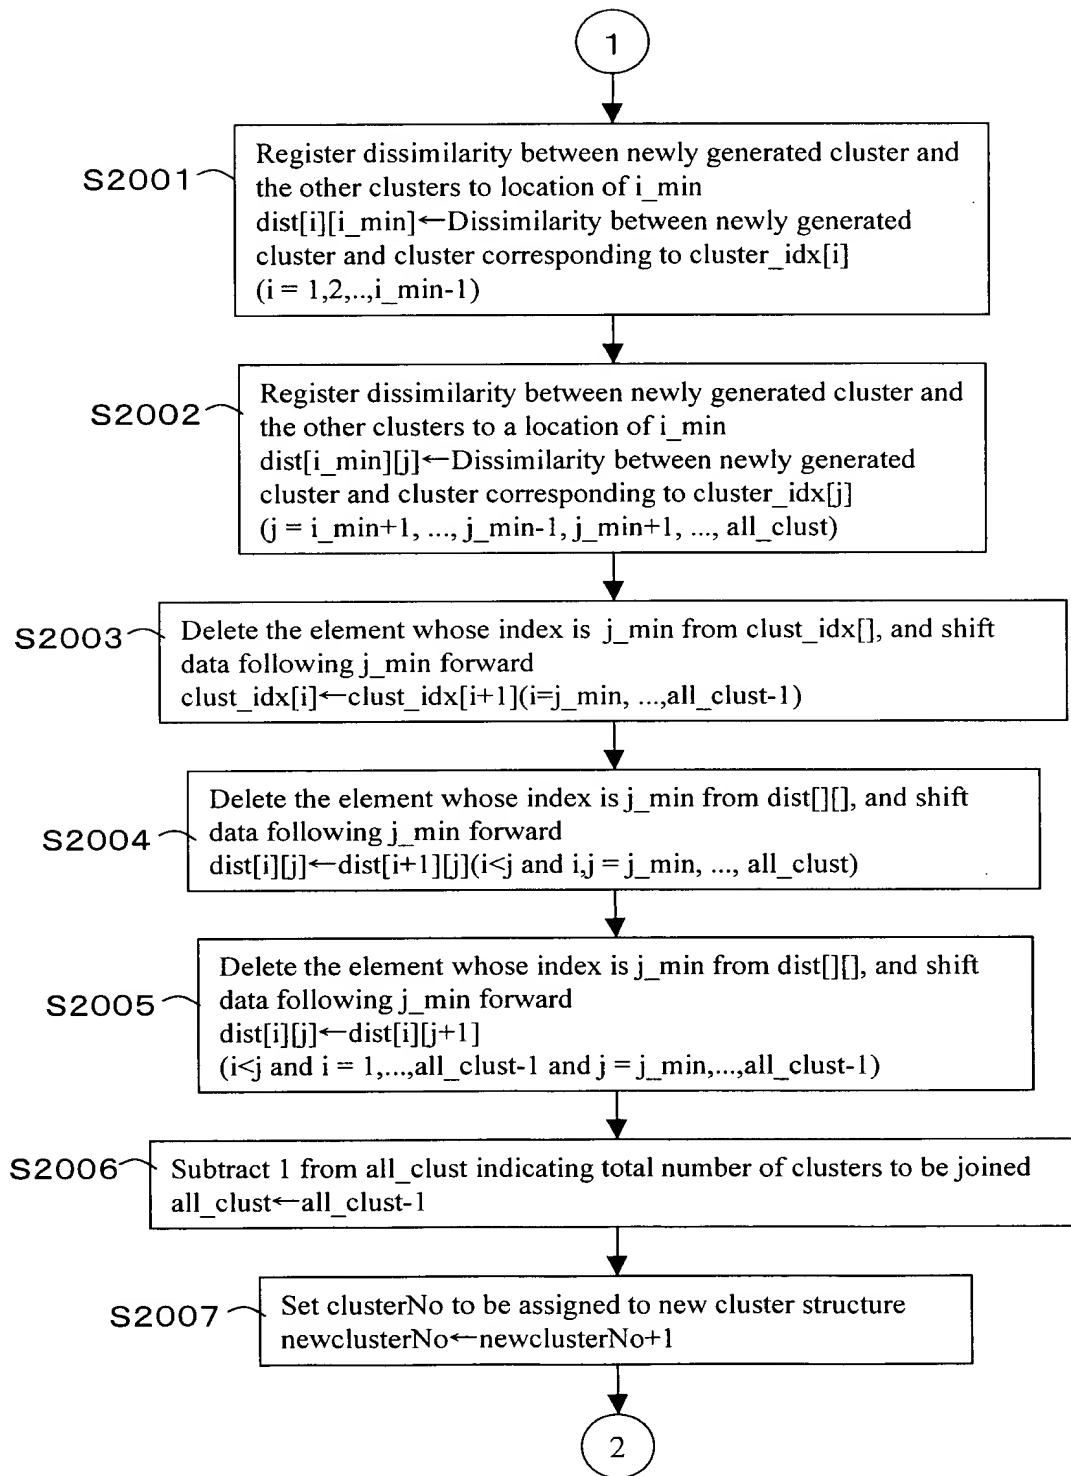 1
S2001
Register dissimilarity between newly generated cluster and
the other clusters to location of i_min
dist[i][i_min]←Dissimilarity between newly generated
cluster and cluster corresponding to cluster_idx[i]
(i = 1,2,..,i_min-1)
S2002
Register dissimilarity between newly generated cluster and
the other clusters to a location of i_min
dist[i_min][j]←Dissimilarity between newly generated
cluster and cluster corresponding to cluster_idx[j]
(j = i_min+1, ..., j_min-1, j_min+1, ..., all_clust)
S2003
Delete the element whose index is j_min from clust_idx[], and shift
data following j_min forward
clust_idx[i]←clust_idx[i+1](i=j_min, ...,all_clust-1)
S2004
Delete the element whose index is j_min from dist[][], and shift
data following j_min forward
dist[i][j]←dist[i+1][j](i<j and i,j = j_min, ..., all_clust)
S2005
Delete the element whose index is j_min from dist[][], and shift
data following j_min forward
dist[i][j]←dist[i][j+1]
(i<j and i = 1,...,all_clust-1 and j = j_min,...,all_clust-1)
S2006
Subtract 1 from all_clust indicating total number of clusters to be joined
all_clust←all_clust-1
S2007
Set clusterNo to be assigned to new cluster structure
newclusterNo←newclusterNo+1
2